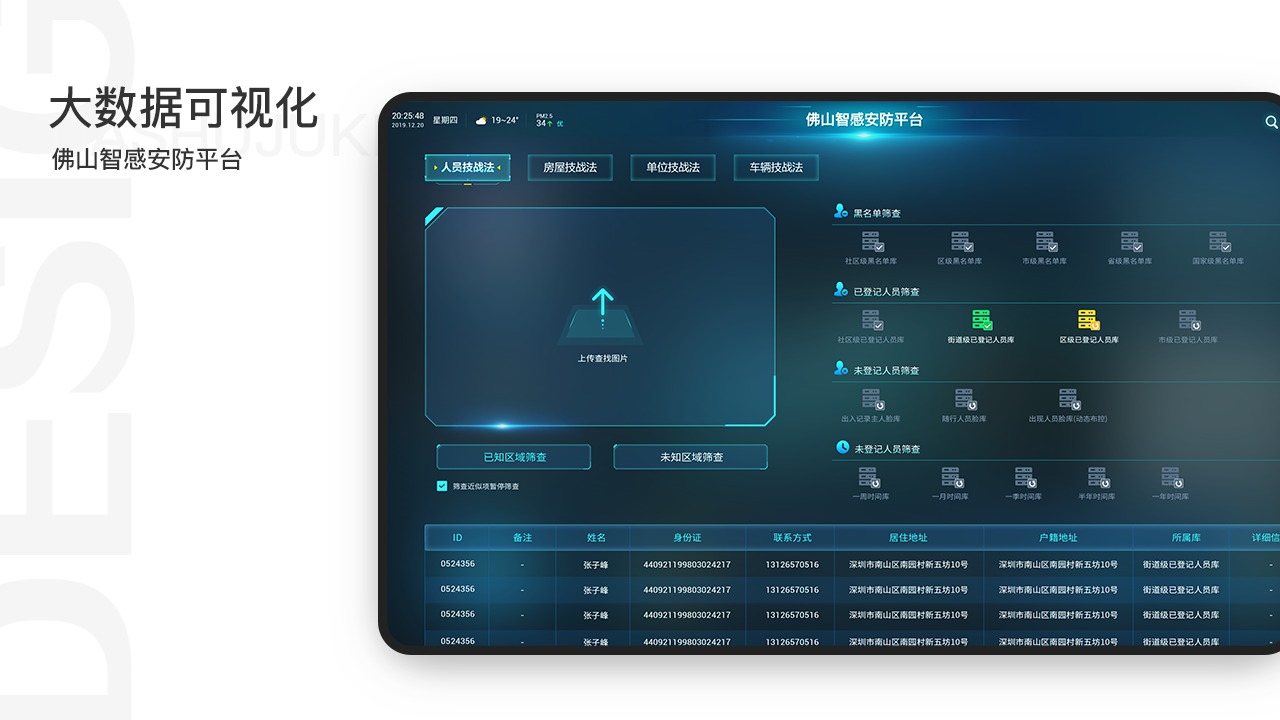 DESIG
ASHUJUK
大数据可视化
佛山智感安防平台
20:25:48
2019.12.20
星期四
19~24°
PM2.5
34 优
佛山智感安防平台
人员技战法 房屋技战法 单位技战法 车辆技战法
上传查找图片
已知区域筛查 未知区域筛查
筛查近似项暂停筛查
黑名单筛查
社区级黑名单库 区级黑名单库 市级黑名单库 省级黑名单库 国家级黑名单库
已登记人员筛查
社区级已登记人员库 街道级已登记人员库 区级已登记人员库 市级已登记人员库
未登记人员筛查
出入记录主人脸库 随行人员脸库 出现人员脸库(动态布控)
未登记人员筛查
一周时间库 一月时间库 一季时间库 半年时间库 一年时间库
ID 备注 姓名 身份证 联系方式 居住地址 户籍地址 所属库 详细信
0524356 - 张子峰 440921199803024217 13126570516 深圳市南山区南园村新五坊10号 深圳市南山区南园村新五坊10号 街道级已登记人员库 -
0524356 - 张子峰 440921199803024217 13126570516 深圳市南山区南园村新五坊10号 深圳市南山区南园村新五坊10号 街道级已登记人员库 -
0524356 - 张子峰 440921199803024217 13126570516 深圳市南山区南园村新五坊10号 深圳市南山区南园村新五坊10号 街道级已登记人员库 -
0524356 - 张子峰 440921199803024217 13126570516 深圳市南山区南园村新五坊10号 深圳市南山区南园村新五坊10号 街道级已登记人员库 -